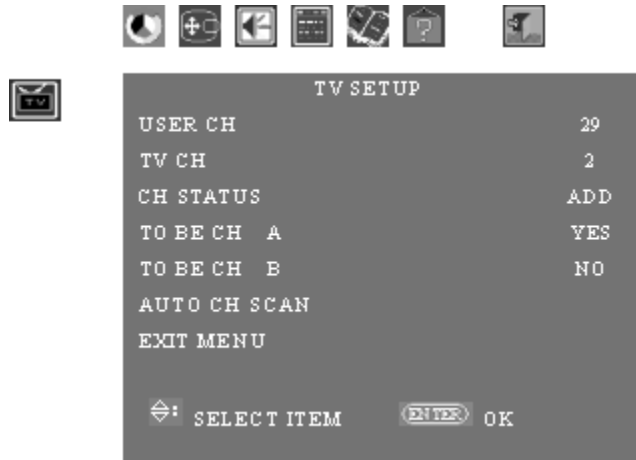 ?
TV
TV SETUP
USER CH 29
TV CH 2
CH STATUS ADD
TO BE CH A YES
TO BE CH B NO
AUTO CH SCAN
EXIT MENU
: SELECT ITEM ENTER OK